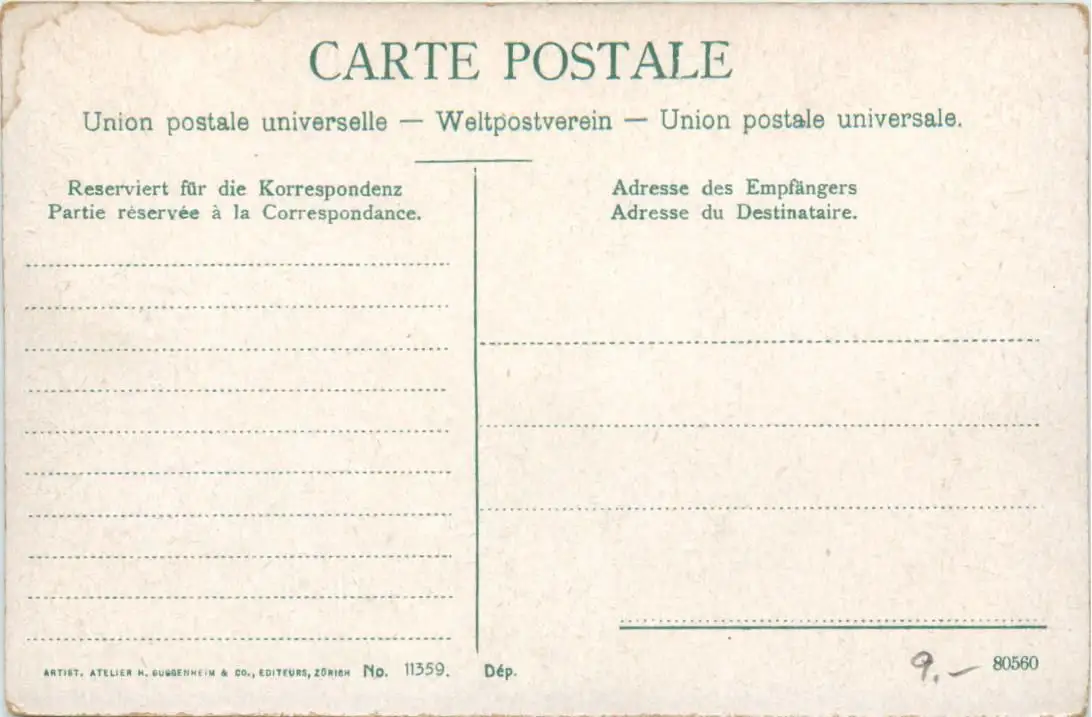 CARTE POSTALE
Union postale universelle — Weltpostverein — Union postale universale.
Reserviert für die Korrespondenz
Partie réservée à la Correspondance.
Adresse des Empfängers
Adresse du Destinataire.
ARTIST. ATELIER H. GUGGENHEIM & CO., EDITEURS, ZÜRICH No. 11359. Dép.
9.— 80560